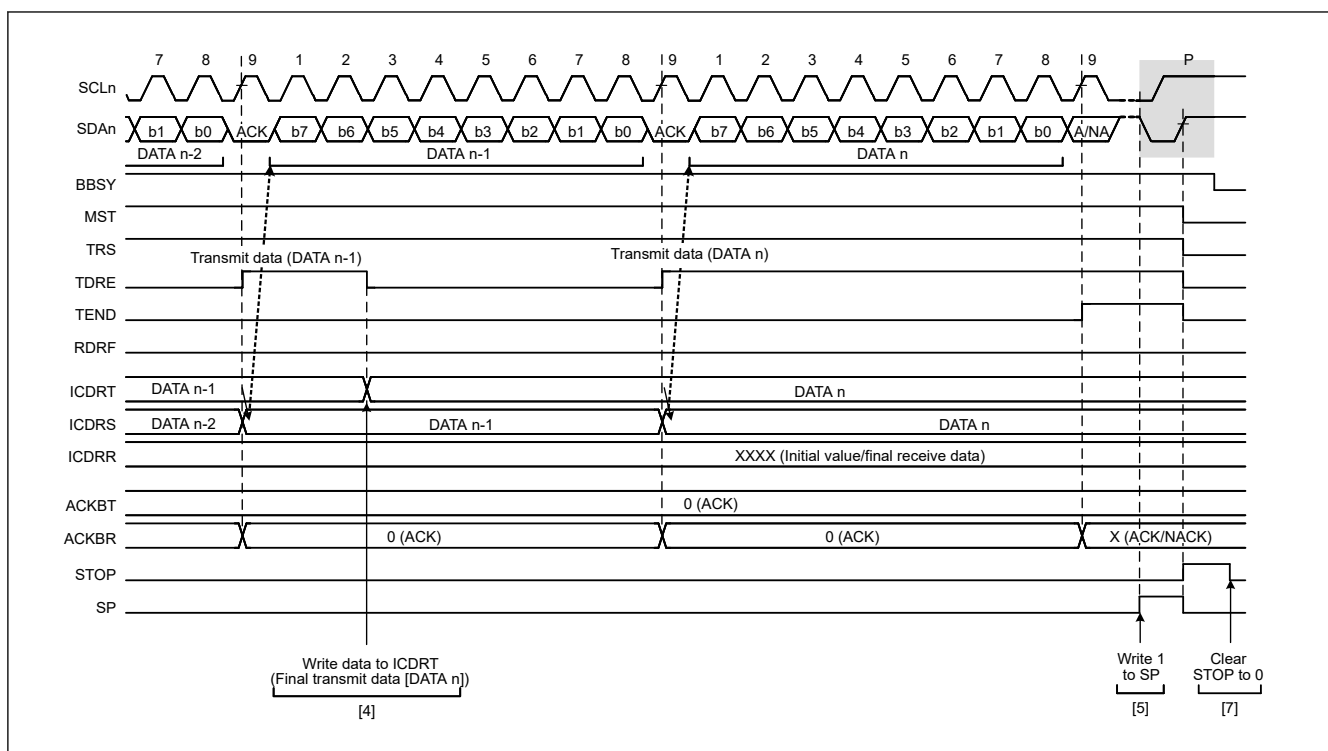 7 8 9 1 2 3 4 5 6 7 8 9 1 2 3 4 5 6 7 8 9 P
SCLn
SDAn b1 b0 ACK b7 b6 b5 b4 b3 b2 b1 b0 ACK b7 b6 b5 b4 b3 b2 b1 b0 A/NA
DATA n-2 DATA n-1 DATA n
BBSY
MST
TRS
Transmit data (DATA n-1) Transmit data (DATA n)
TDRE
TEND
RDRF
ICDRT DATA n-1 DATA n
ICDRS DATA n-2 DATA n-1 DATA n
ICDRR XXXX (Initial value/final receive data)
ACKBT 0 (ACK)
ACKBR 0 (ACK) 0 (ACK) X (ACK/NACK)
STOP
SP
Write data to ICDRT
(Final transmit data [DATA n])
[4]
Write 1
to SP
[5]
Clear
STOP to 0
[7]